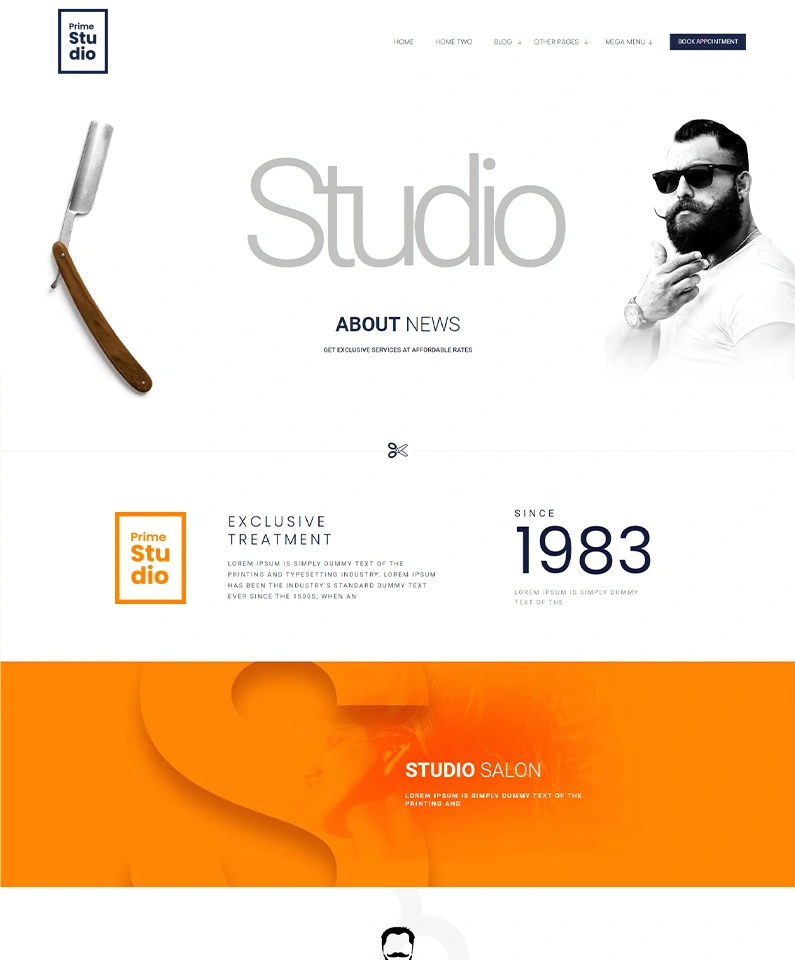 Prime
Stu
dio
HOME HOME TWO BLOG OTHER PAGES MEGA MENU BOOK APPOINTMENT
Studio
ABOUT NEWS
GET EXCLUSIVE SERVICES AT AFFORDABLE RATES
Prime
Stu
dio
EXCLUSIVE
TREATMENT
LOREM IPSUM IS SIMPLY DUMMY TEXT OF THE
PRINTING AND TYPESETTING INDUSTRY. LOREM IPSUM
HAS BEEN THE INDUSTRY'S STANDARD DUMMY TEXT
EVER SINCE THE 1500S, WHEN AN
SINCE
1983
LOREM IPSUM IS SIMPLY DUMMY
TEXT OF THE
S
STUDIO SALON
LOREM IPSUM IS SIMPLY DUMMY TEXT OF THE
PRINTING AND